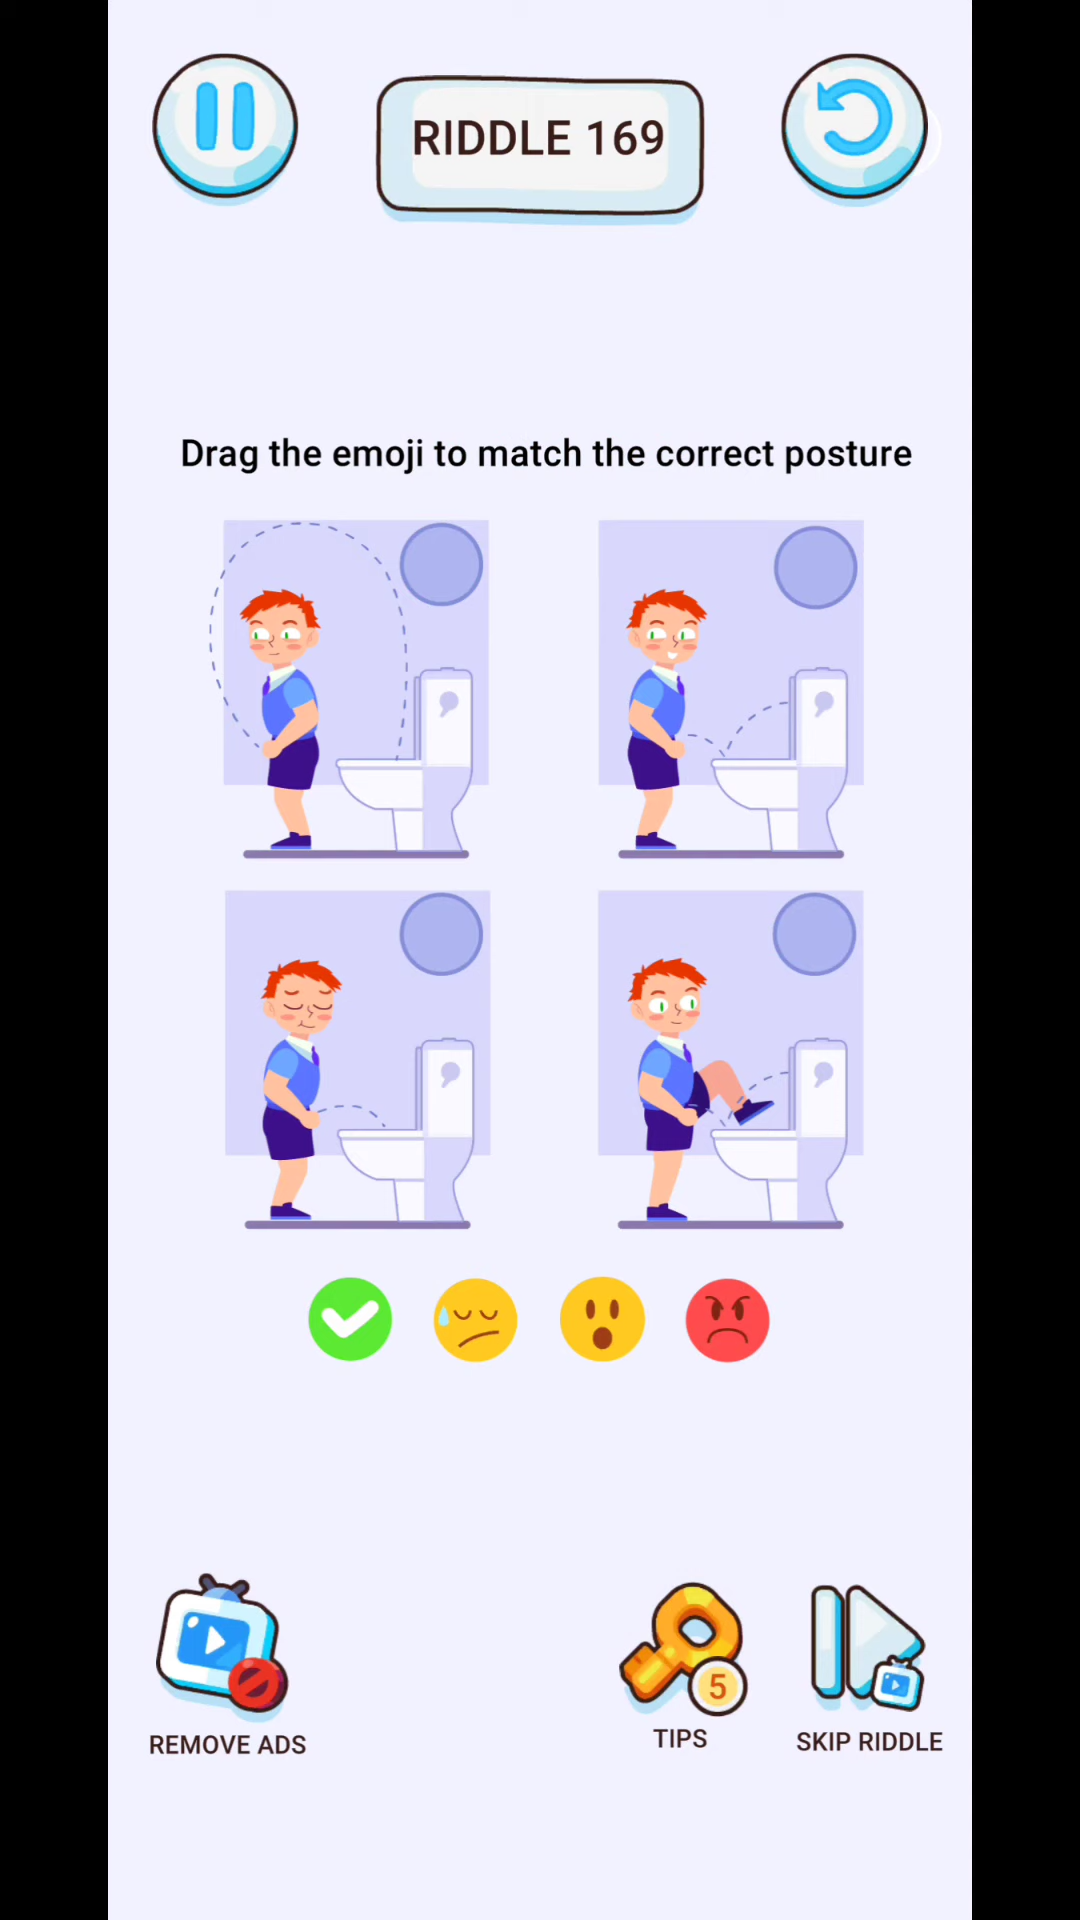 RIDDLE 169
Drag the emoji to match the correct posture
5
REMOVE ADS
TIPS
SKIP RIDDLE